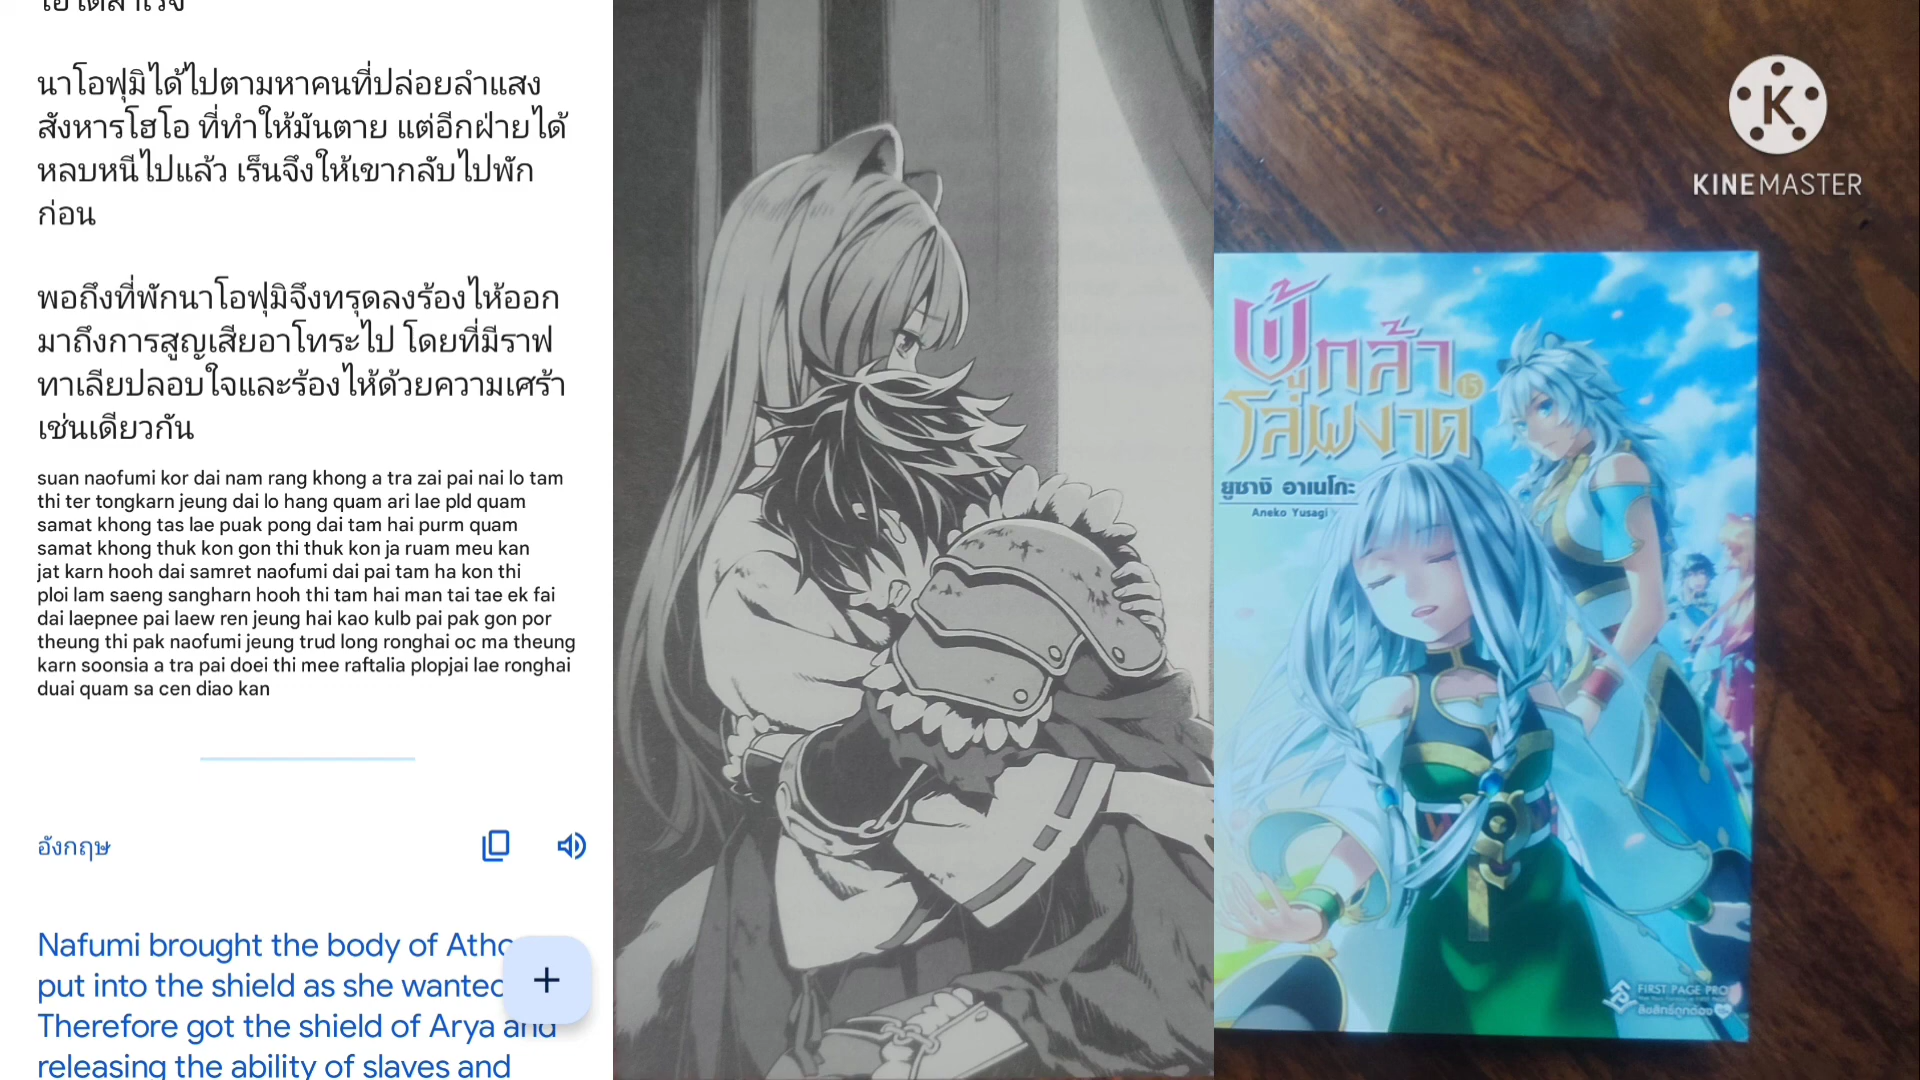 นาโอฟุมิได้ไปตามหาคนที่ปล่อยลำแสง
สังหารโฮโอ ที่ทำให้มันตาย แต่อีกฝ่ายได้
หลบหนีไปแล้ว เร็นจึงให้เขากลับไปพัก
ก่อน
พอถึงที่พักนาโอฟุมิจึงทรุดลงร้องไห้ออก
มาถึงการสูญเสียอาโทระไป โดยที่มีราฟ
ทาเลียปลอบใจและร้องไห้ด้วยความเศร้า
เช่นเดียวกัน
suan naofumi kor dai nam rang khong a tra zai pai nai lo tam
thi ter tongkarn jeung dai lo hang quam ari lae pld quam
samat khong tas lae puak pong dai tam hai purm quam
samat khong thuk kon gon thi thuk kon ja ruam meu kan
jat karn hooh dai samret naofumi dai pai tam ha kon thi
ploi lam saeng sangharn hooh thi tam hai man tai tae ek fai
dai laepnee pai laew ren jeung hai kao kulb pai pak gon por
theung thi pak naofumi jeung trud long ronghai oc ma theung
karn soonsia a tra pai doei thi mee raftalia plopjai lae ronghai
duai quam sa cen diao kan
อังกฤษ
Nafumi brought the body of
put into the shield as she
Therefore got the shield of Arya and
releasing the ability of slaves and
KINEMASTER
ผู้กล้า
โล่ผงาด
15
ยูซางิ อาเนโกะ
Aneko Yusagi
FIRST PAGE PRO
ลิขสิทธิ์ถูกต้อง